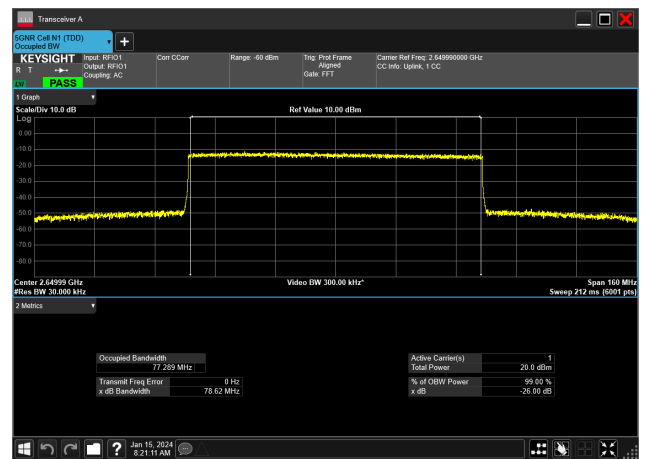 Transceiver A
5GNR Cell N1 (TDD)
Occupied BW
KEYSIGHT
R T
PASS
Input: RFIO1
Output: RFIO1
Coupling: AC
Corr CCorr
Range: -60 dBm
Trig: Prot Frame
Aligned
Gate: FFT
Carrier Ref Freq: 2.649990000 GHz
CC Info: Uplink, 1 CC
1 Graph
Scale/Div 10.0 dB
Ref Value 10.00 dBm
Log
0.00
-10.0
-20.0
-30.0
-40.0
-50.0
-60.0
-70.0
-80.0
Center 2.64999 GHz
Video BW 300.00 kHz*
Span 160 MHz
#Res BW 30.000 kHz
Sweep 212 ms (6001 pts)
2 Metrics
Occupied Bandwidth
77.289 MHz
Transmit Freq Error 0 Hz
x dB Bandwidth 78.62 MHz
Active Carrier(s) 1
Total Power 20.0 dBm
% of OBW Power 99.00 %
x dB -26.00 dB
Jan 15, 2024
8:21:11 AM